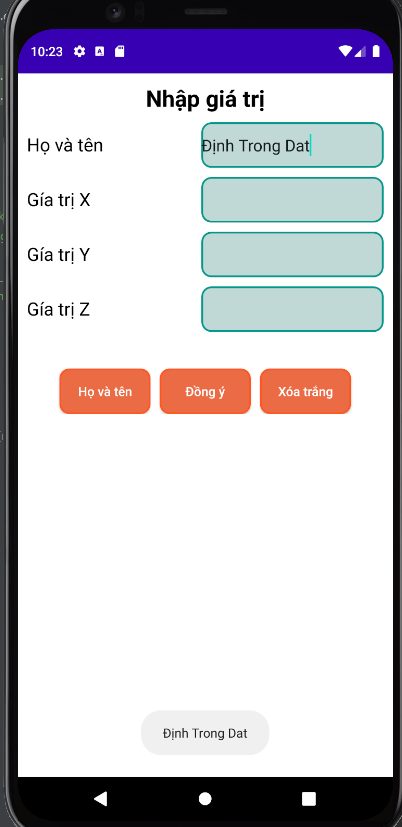 10:23
Nhập giá trị
Họ và tên Định Trong Dat
Gía trị X
Gía trị Y
Gía trị Z
Họ và tên Đồng ý Xóa trắng
Định Trong Dat